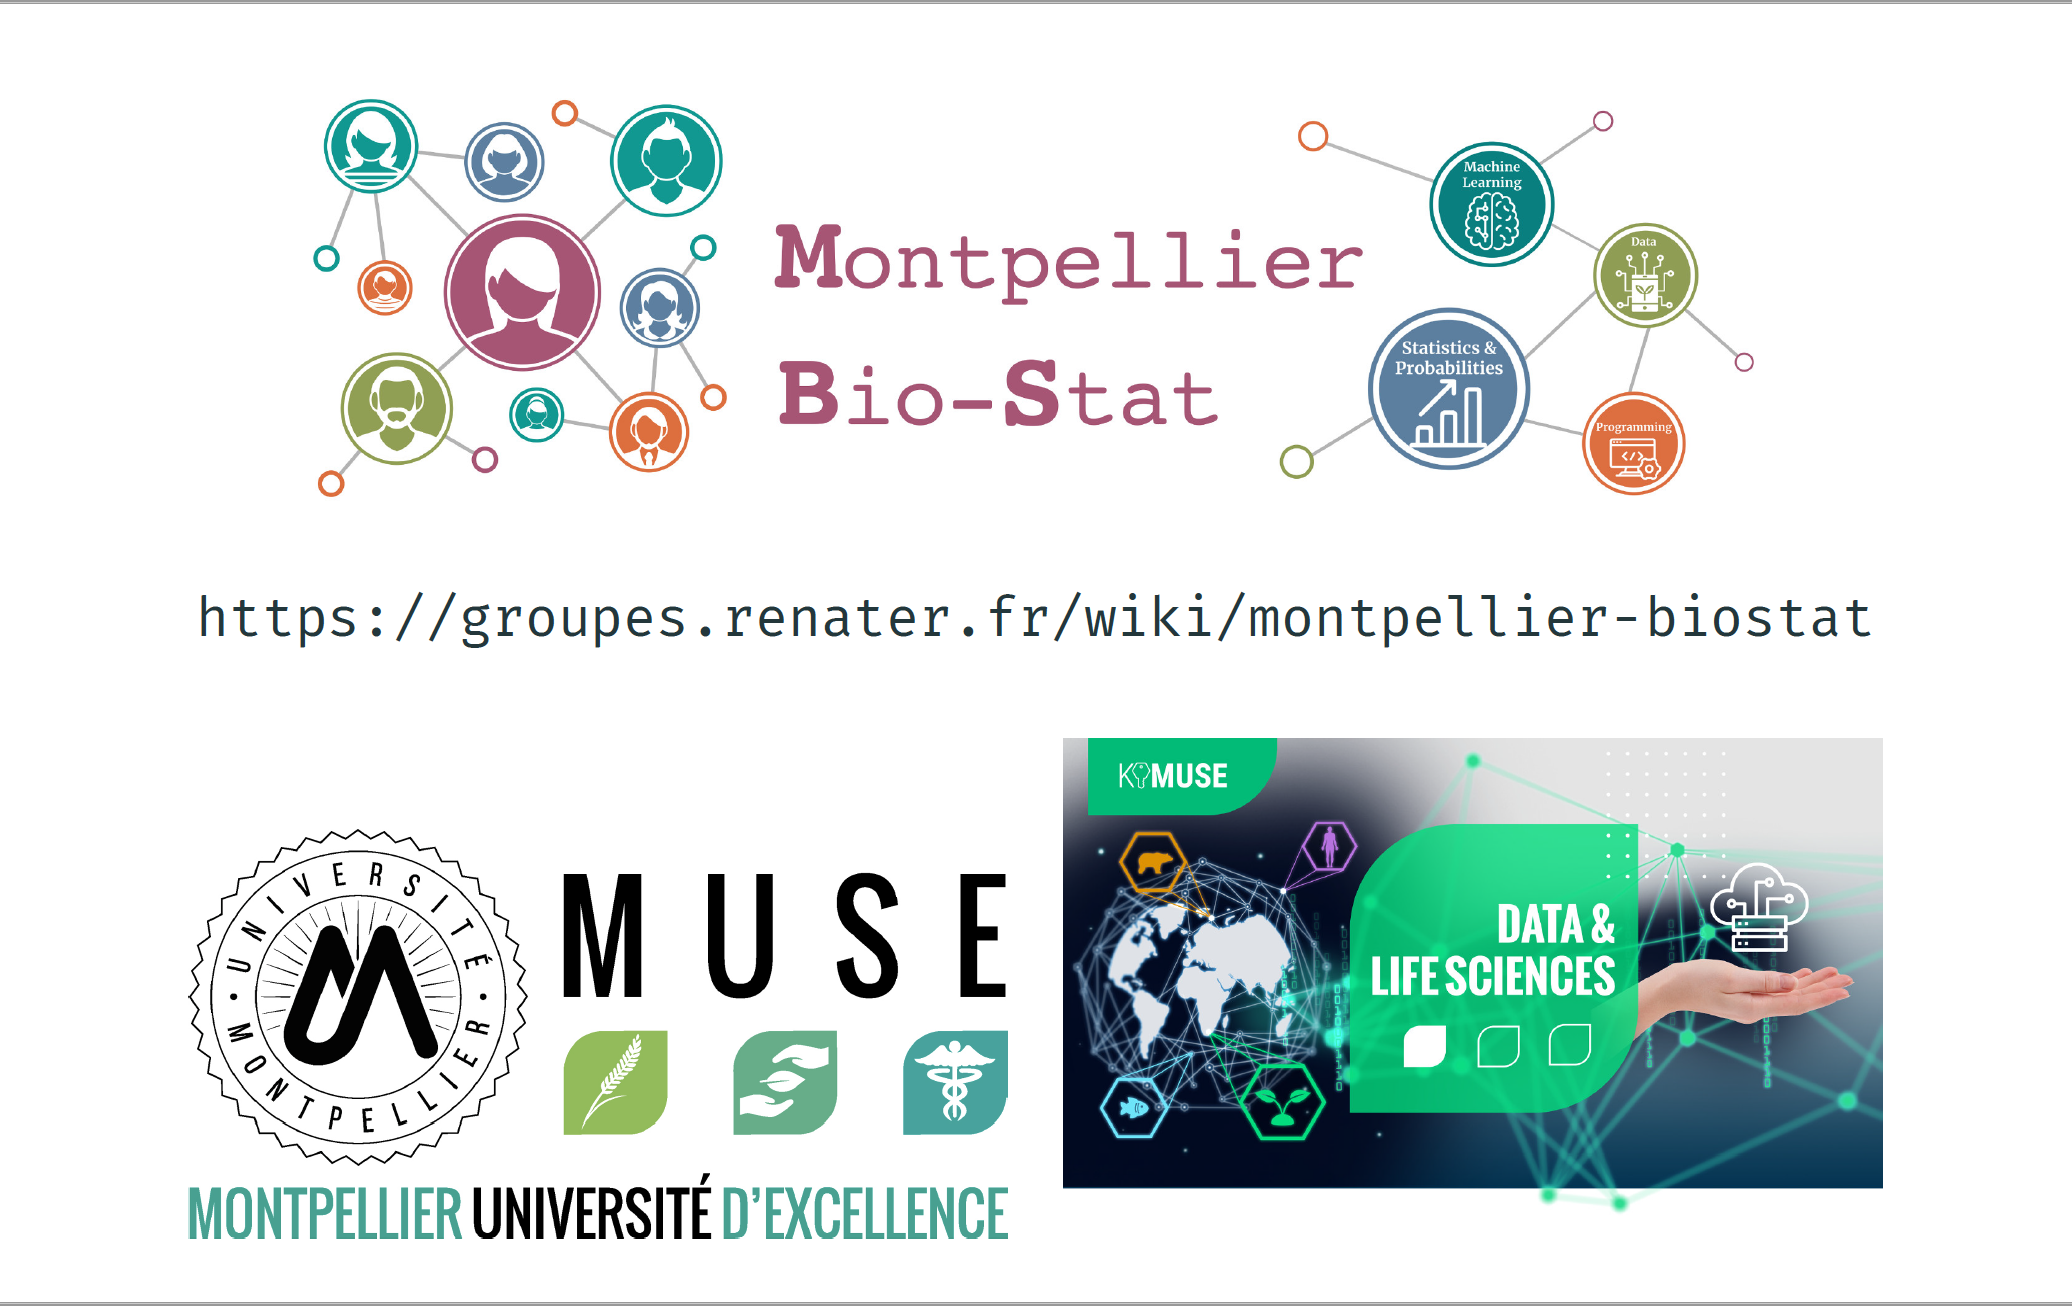 Montpellier
Bio-Stat
Machine
Learning
Data
Statistics &
Probabilities
Programming
https://groupes.renater.fr/wiki/montpellier-biostat
UNIVERSITÉ
MONTPELLIER
MUSE
MONTPELLIER UNIVERSITÉ D'EXCELLENCE
KIMUSE
DATA &
LIFE SCIENCES